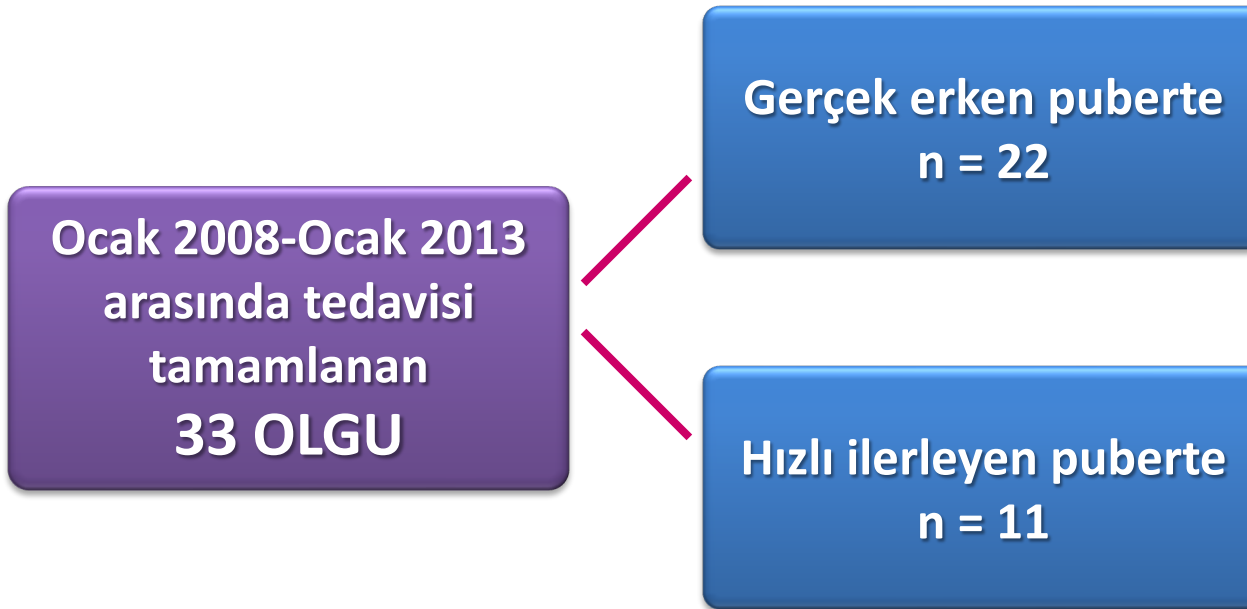 Ocak 2008-Ocak 2013
arasında tedavisi
tamamlanan
33 OLGU
Gerçek erken puberte
n = 22
Hızlı ilerleyen puberte
n = 11